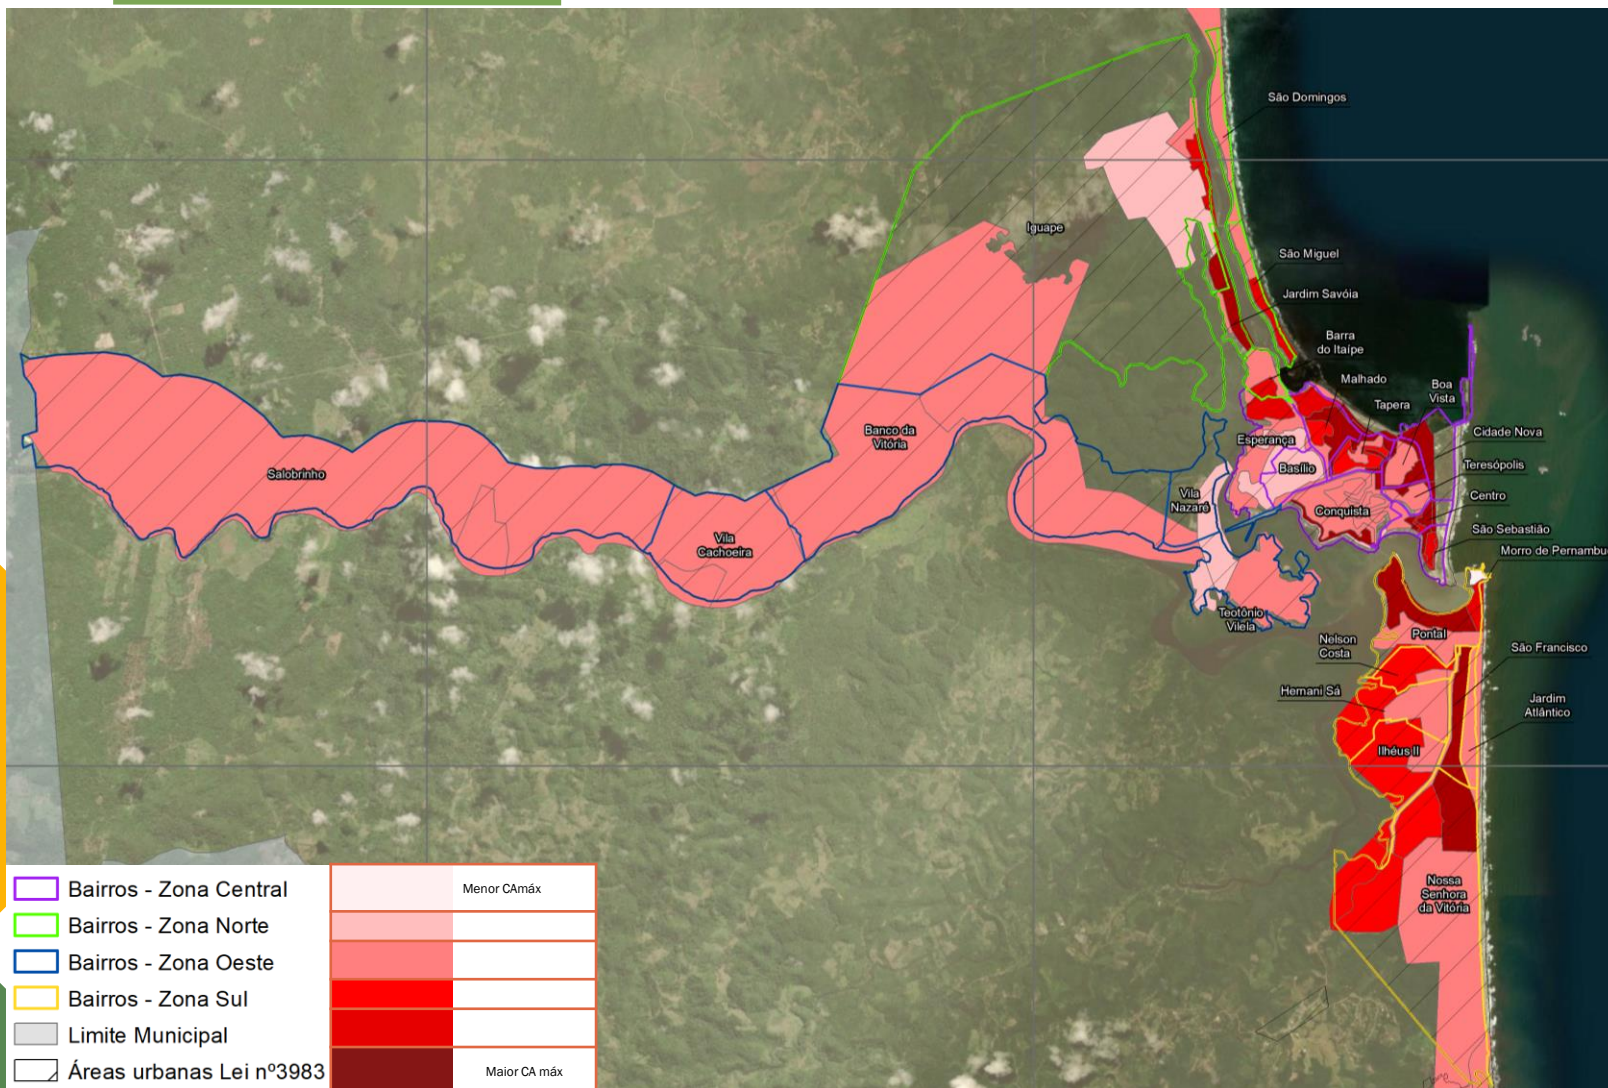 São Domingos
Iguape
São Miguel
Jardim Savóia
Barra
do Itaípe
Malhado
Boa
Vista
Tapera
Cidade Nova
Esperança
Banco da
Vitória
Basílio
Teresópolis
Salobrinho
Vila
Nazaré
Centro
Conquista
São Sebastião
Vila
Cachoeira
Morro de Pernambu
Teotônio
Vilela
Pontal
Nelson
Costa
São Francisco
Hernani Sá
Jardim
Atlântico
Ilhéus II
Nossa
Senhora
da Vitória
Bairros - Zona Central
Menor CAmáx
Bairros - Zona Norte
Bairros - Zona Oeste
Bairros - Zona Sul
Limite Municipal
Áreas urbanas Lei nº3983
Maior CA máx